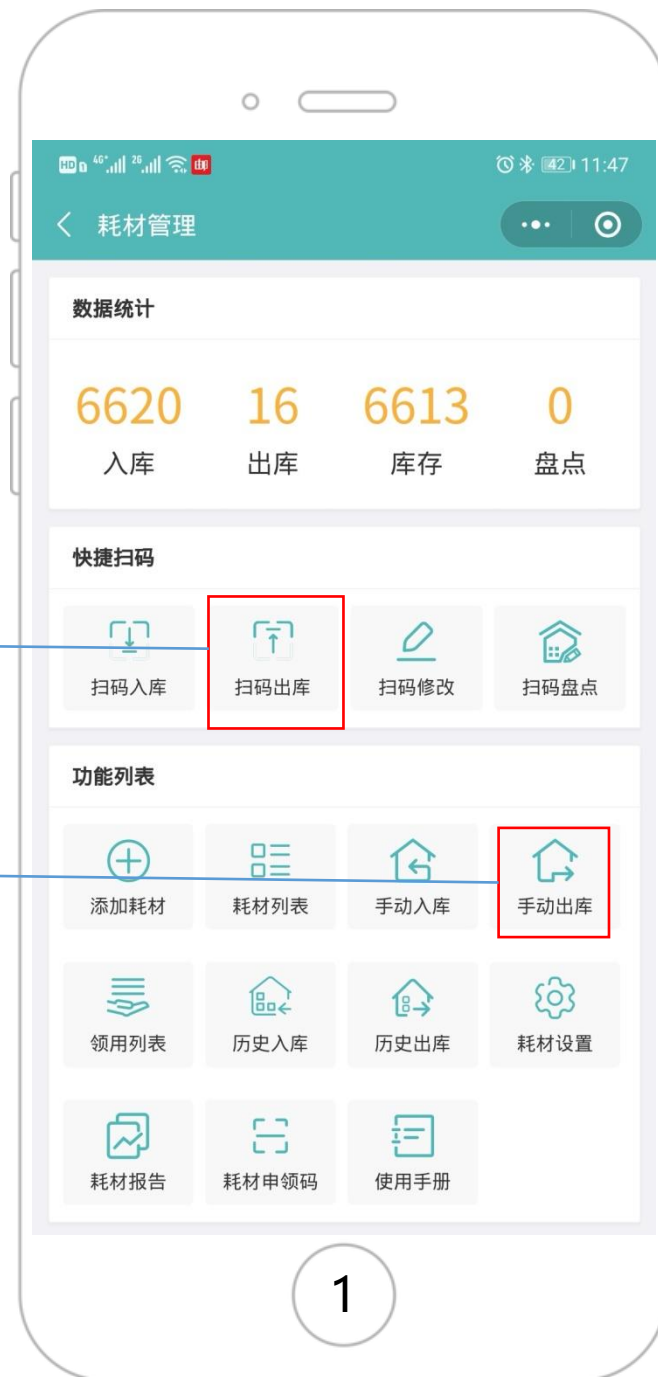 HD 4G+ 2G 42 11:47
耗材管理
数据统计
6620 16 6613 0
入库 出库 库存 盘点
快捷扫码
扫码入库 扫码出库 扫码修改 扫码盘点
功能列表
添加耗材 耗材列表 手动入库 手动出库
领用列表 历史入库 历史出库 耗材设置
耗材报告 耗材申领码 使用手册
1